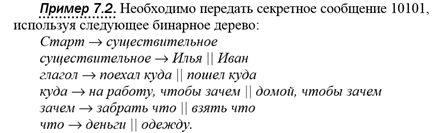 Пример 7.2. Необходимо передать секретное сообщение 10101,
используя следующее бинарное дерево:
Старт → существительное
существительное → Илья || Иван
глагол → поехал куда || пошел куда
куда → на работу, чтобы зачем || домой, чтобы зачем
зачем → забрать что || взять что
что → деньги || одежду.